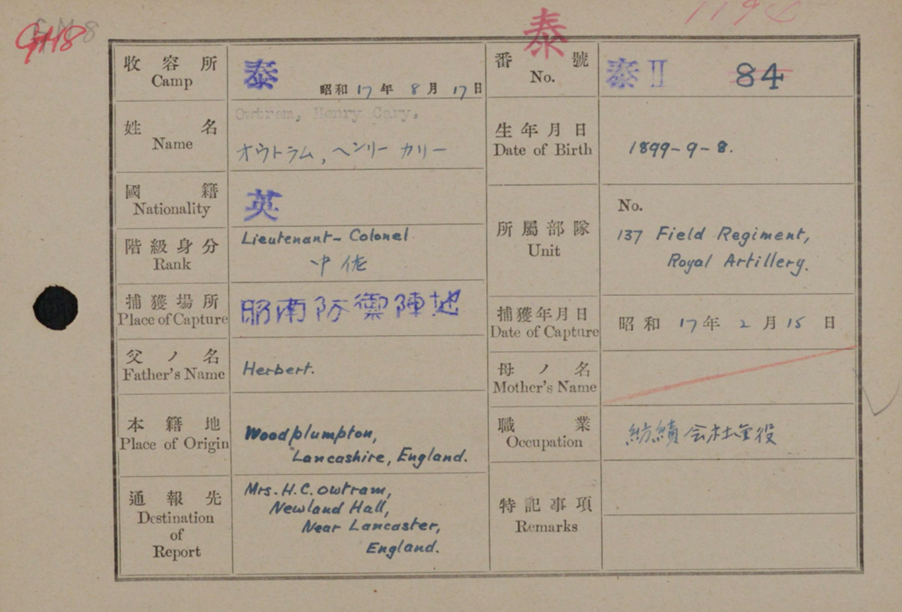 GM8
收容所
Camp
泰
昭和 17 年 8 月 17 日
泰
番號
No.
泰 II 84
姓名
Name
Owtram, Henry Cary.
オウトラム, ヘンリー カリー
生年月日
Date of Birth
1899-9-8.
國籍
Nationality
英
階級身分
Rank
Lieutenant-Colonel
中佐
所屬部隊
Unit
No.
137 Field Regiment,
Royal Artillery.
捕獲場所
Place of Capture
昭南防禦陣地
捕獲年月日
Date of Capture
昭和 17 年 2 月 15 日
父ノ名
Father's Name
Herbert.
母ノ名
Mother's Name
本籍地
Place of Origin
Woodplumpton,
Lancashire, England.
職業
Occupation
紡績会社重役
通報先
Destination
of
Report
Mrs. H.C. Owtram,
Newland Hall,
Near Lancaster,
England.
特記事項
Remarks